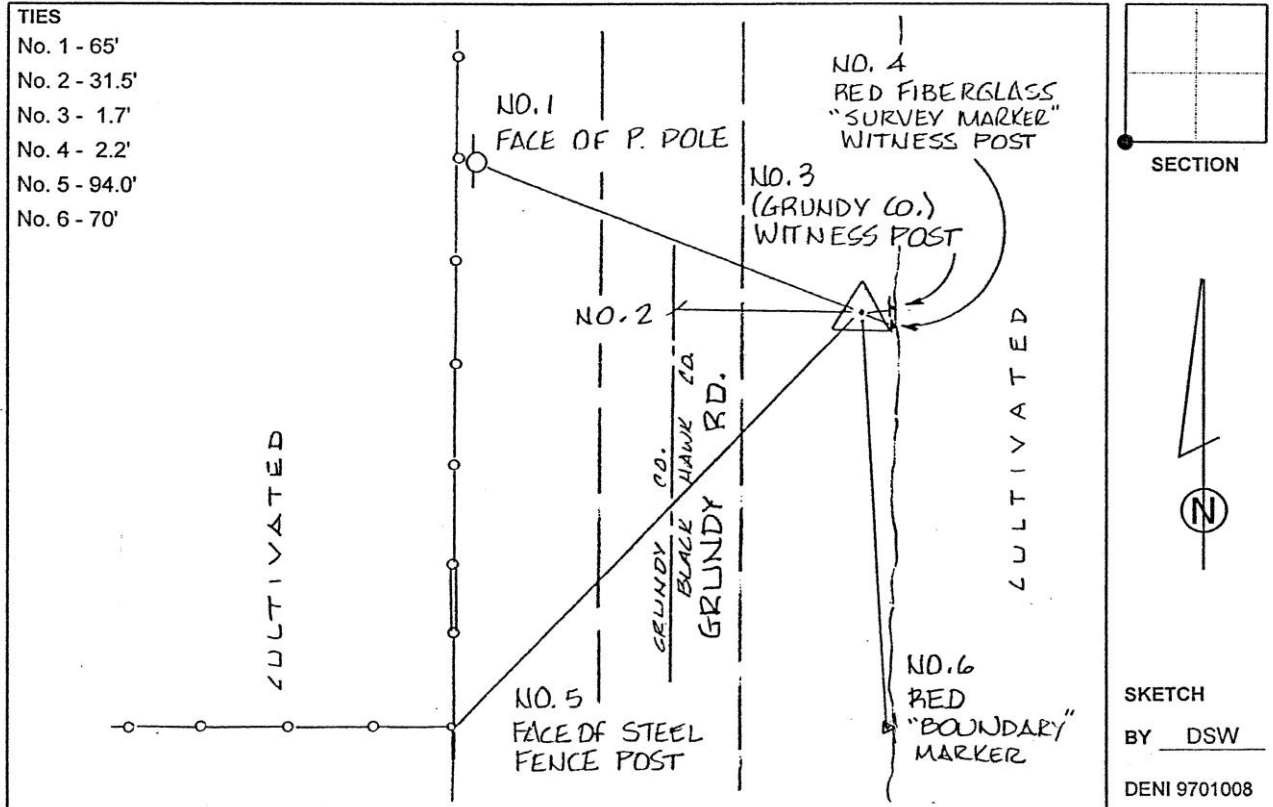 TIES
No. 1 - 65'
No. 2 - 31.5'
No. 3 - 1.7'
No. 4 - 2.2'
No. 5 - 94.0'
No. 6 - 70'
NO. 1
FACE OF P. POLE
NO. 4
RED FIBERGLASS
"SURVEY MARKER"
WITNESS POST
NO. 3
(GRUNDY CO.)
WITNESS POST
NO. 2
GRUNDY CO.
BLACK HAWK CO.
GRUNDY RD.
CULTIVATED
CULTIVATED
NO. 5
FACE OF STEEL
FENCE POST
NO. 6
RED
"BOUNDARY"
MARKER
SECTION
N
SKETCH
BY DSW
DENI 9701008